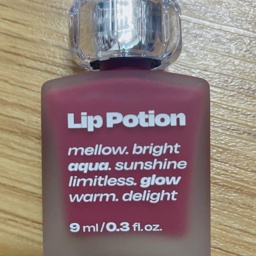 Lip Potion
mellow. bright
aqua. sunshine
limitless. glow
warm. delight
9 ml/0.3 fl.oz.